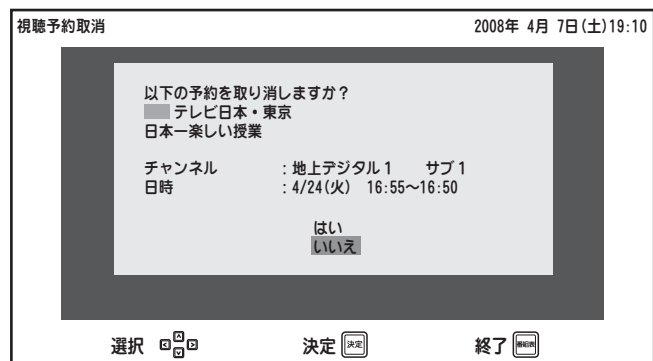 視聴予約取消 2008年 4月 7日(土)19:10
以下の予約を取り消しますか？
テレビ日本・東京
日本一楽しい授業
チャンネル :地上デジタル1 サブ1
日時 :4/24(火) 16:55～16:50
はい
いいえ
選択 決定 決定 終了 番組表